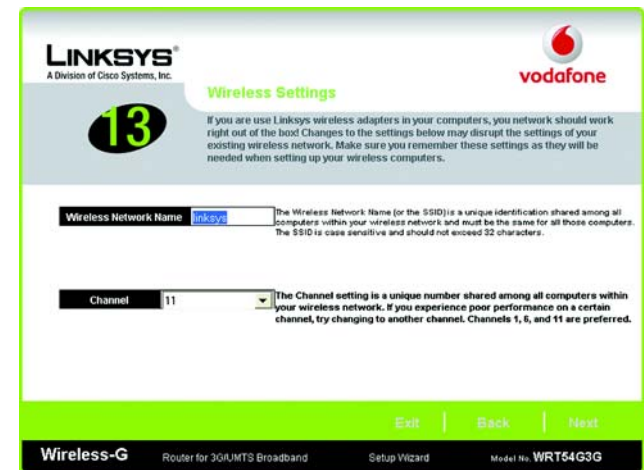 LINKSYS®
A Division of Cisco Systems, Inc.
vodafone
13
Wireless Settings
If you are use Linksys wireless adapters in your computers, you network should work
right out of the box! Changes to the settings below may disrupt the settings of your
existing wireless network. Make sure you remember these settings as they will be
needed when setting up your wireless computers.
Wireless Network Name
linksys
The Wireless Network Name (or the SSID) is a unique identification shared among all
computers within your wireless network and must be the same for all those computers.
The SSID is case sensitive and should not exceed 32 characters.
Channel
11
The Channel setting is a unique number shared among all computers within
your wireless network. If you experience poor performance on a certain
channel, try changing to another channel. Channels 1, 6, and 11 are preferred.
Exit Back Next
Wireless-G Router for 3G/UMTS Broadband Setup Wizard Model No. WRT54G3G